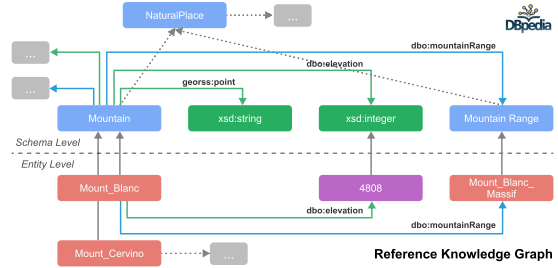 NaturalPlace
...
DBpedia
...
dbo:mountainRange
dbo:elevation
...
georss:point
Mountain
xsd:string
xsd:integer
Mountain Range
Schema Level
Entity Level
Mount_Blanc
4808
Mount_Blanc_
Massif
dbo:elevation
dbo:mountainRange
Mount_Cervino
...
Reference Knowledge Graph